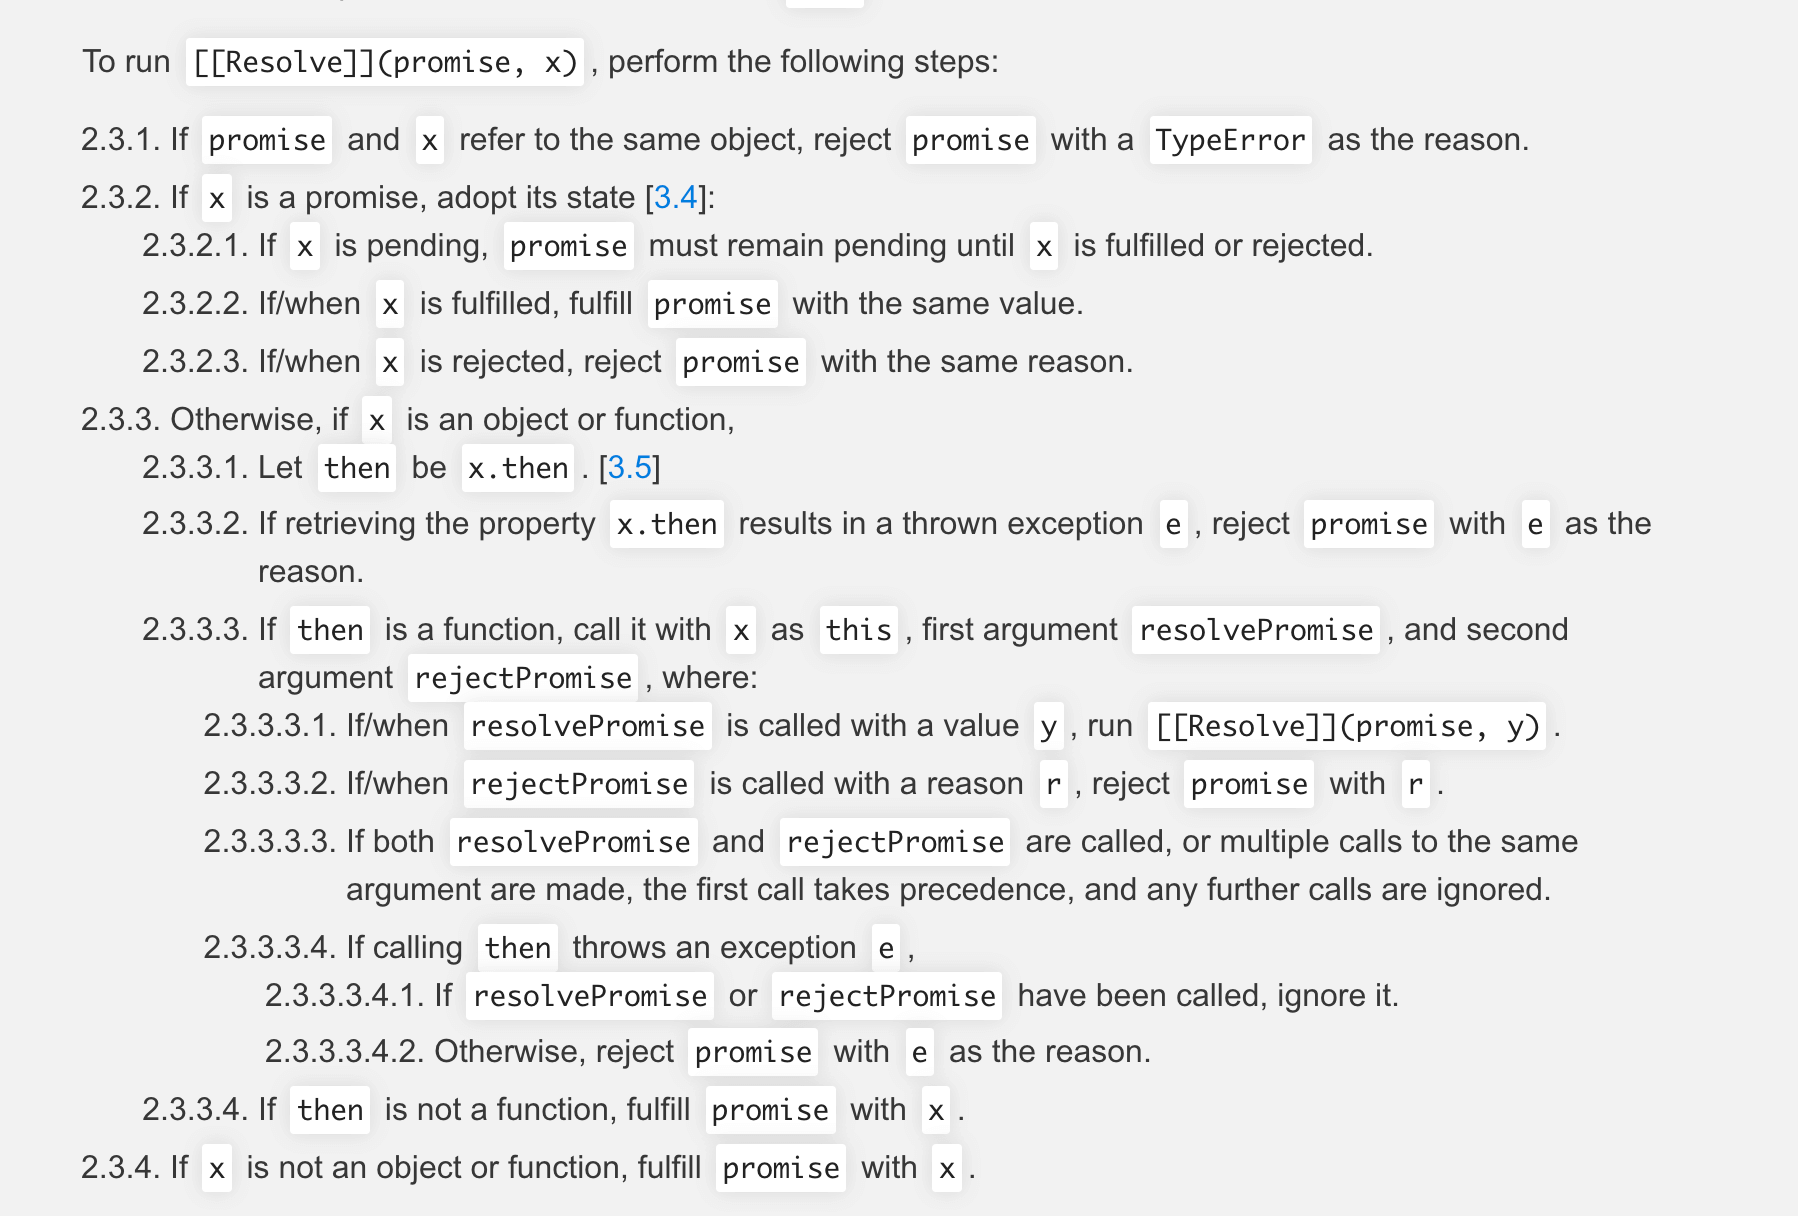 To run [[Resolve]](promise, x) , perform the following steps:
2.3.1. If promise and x refer to the same object, reject promise with a TypeError as the reason.
2.3.2. If x is a promise, adopt its state [3.4]:
2.3.2.1. If x is pending, promise must remain pending until x is fulfilled or rejected.
2.3.2.2. If/when x is fulfilled, fulfill promise with the same value.
2.3.2.3. If/when x is rejected, reject promise with the same reason.
2.3.3. Otherwise, if x is an object or function,
2.3.3.1. Let then be x.then . [3.5]
2.3.3.2. If retrieving the property x.then results in a thrown exception e , reject promise with e as the
reason.
2.3.3.3. If then is a function, call it with x as this , first argument resolvePromise , and second
argument rejectPromise , where:
2.3.3.3.1. If/when resolvePromise is called with a value y , run [[Resolve]](promise, y) .
2.3.3.3.2. If/when rejectPromise is called with a reason r , reject promise with r .
2.3.3.3.3. If both resolvePromise and rejectPromise are called, or multiple calls to the same
argument are made, the first call takes precedence, and any further calls are ignored.
2.3.3.3.4. If calling then throws an exception e ,
2.3.3.3.4.1. If resolvePromise or rejectPromise have been called, ignore it.
2.3.3.3.4.2. Otherwise, reject promise with e as the reason.
2.3.3.4. If then is not a function, fulfill promise with x .
2.3.4. If x is not an object or function, fulfill promise with x .